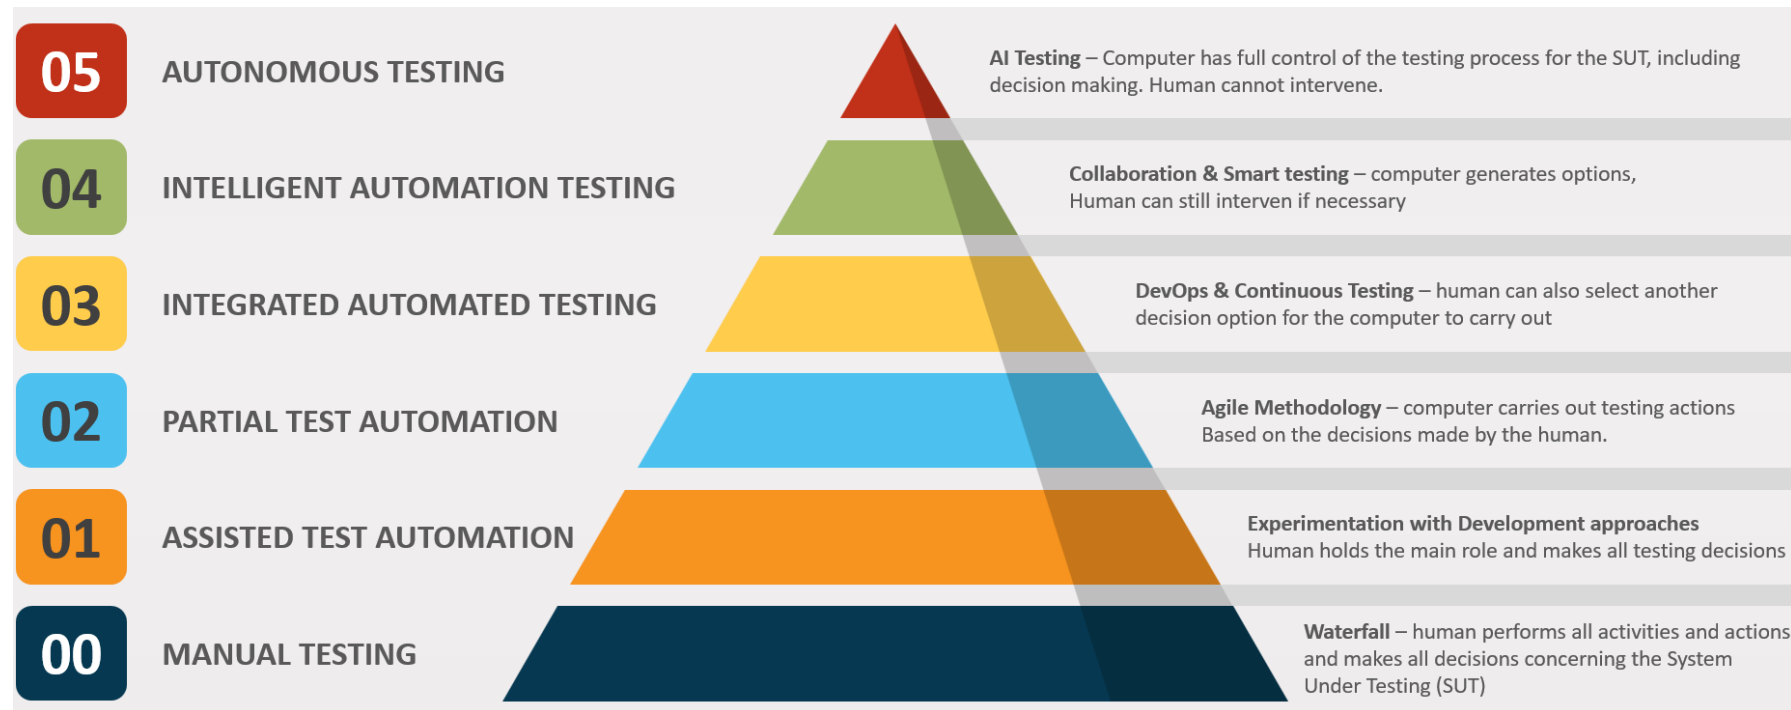 05
AUTONOMOUS TESTING
AI Testing – Computer has full control of the testing process for the SUT, including
decision making. Human cannot intervene.
04
INTELLIGENT AUTOMATION TESTING
Collaboration & Smart testing – computer generates options,
Human can still interven if necessary
03
INTEGRATED AUTOMATED TESTING
DevOps & Continuous Testing – human can also select another
decision option for the computer to carry out
02
PARTIAL TEST AUTOMATION
Agile Methodology – computer carries out testing actions
Based on the decisions made by the human.
01
ASSISTED TEST AUTOMATION
Experimentation with Development approaches
Human holds the main role and makes all testing decisions
00
MANUAL TESTING
Waterfall – human performs all activities and actions
and makes all decisions concerning the System
Under Testing (SUT)